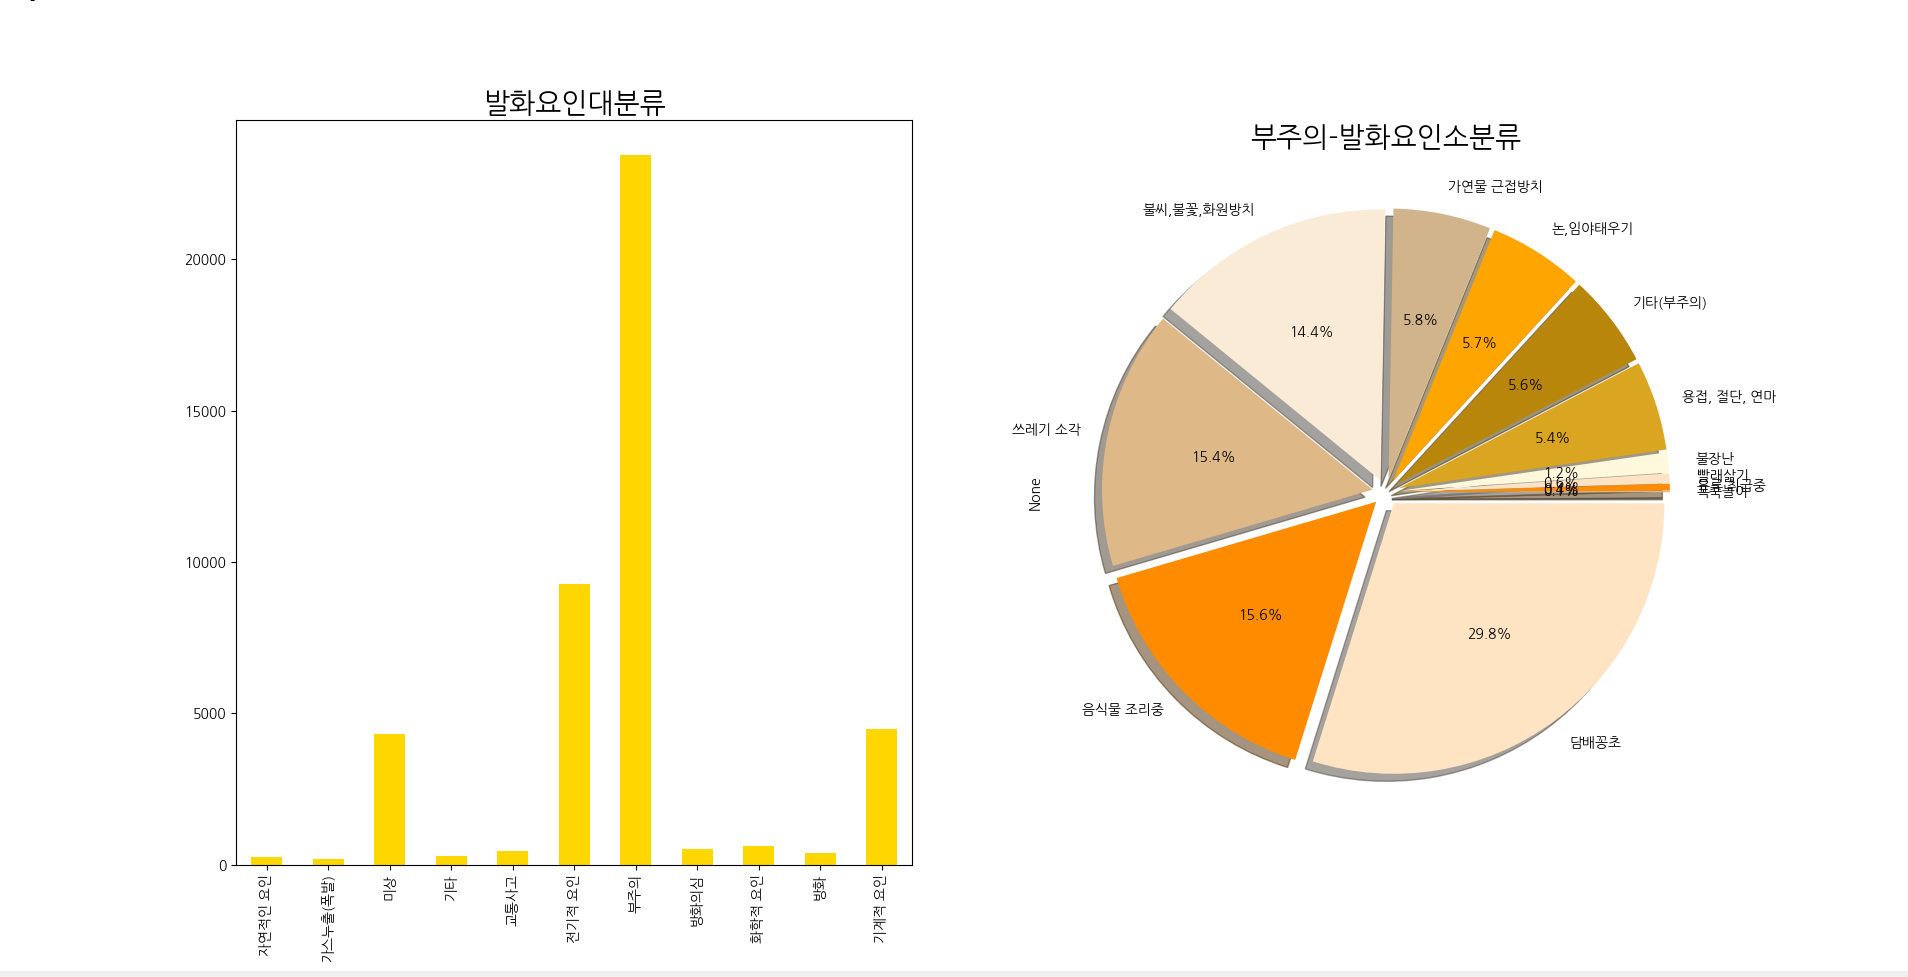 발화요인대분류
20000
15000
10000
5000
0
자연적인 요인
가스누출(폭발)
미상
기타
교통사고
전기적 요인
부주의
방화의심
화학적 요인
방화
기계적 요인
부주의-발화요인소분류
가연물 근접방치
불씨,불꽃,화원방치
논,임야태우기
기타(부주의)
용접, 절단, 연마
쓰레기 소각
불장난
빨래삶기
None
음식물 조리중
담배꽁초
5.8%
14.4%
5.7%
5.6%
5.4%
15.4%
1.2%
15.6%
29.8%